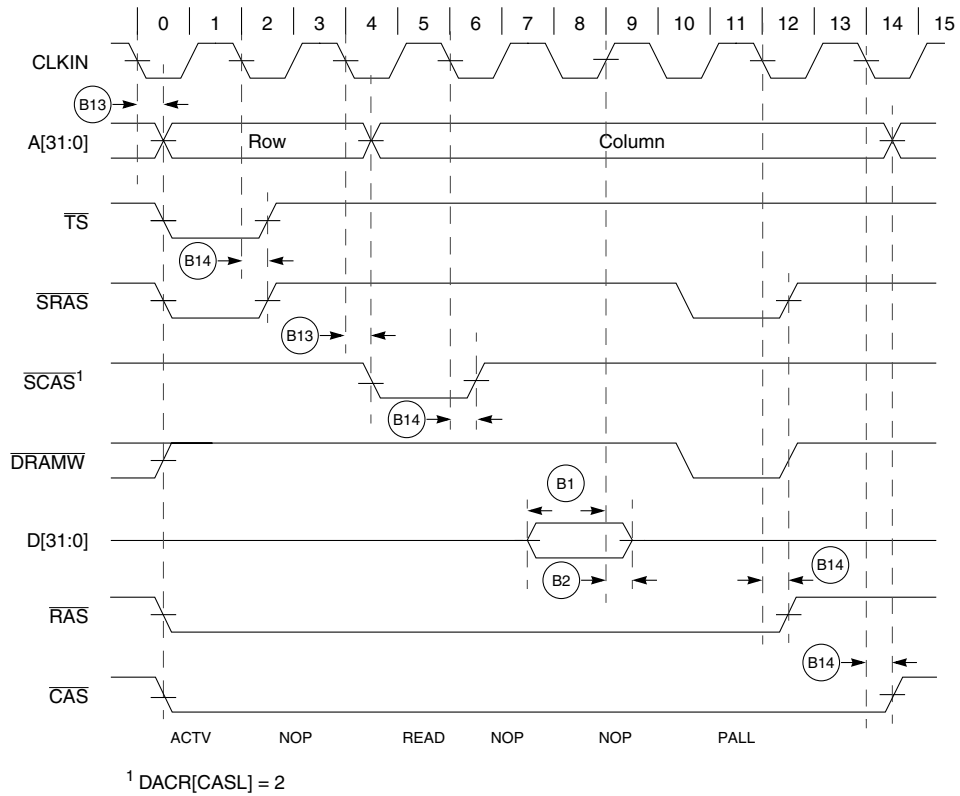 0 1 2 3 4 5 6 7 8 9 10 11 12 13 14 15
CLKIN
B13
A[31:0] Row Column
TS
B14
SRAS
B13
SCAS¹
B14
DRAMW
B1
D[31:0]
B2 B14
RAS
B14
CAS
ACTV NOP READ NOP NOP PALL
¹ DACR[CASL] = 2